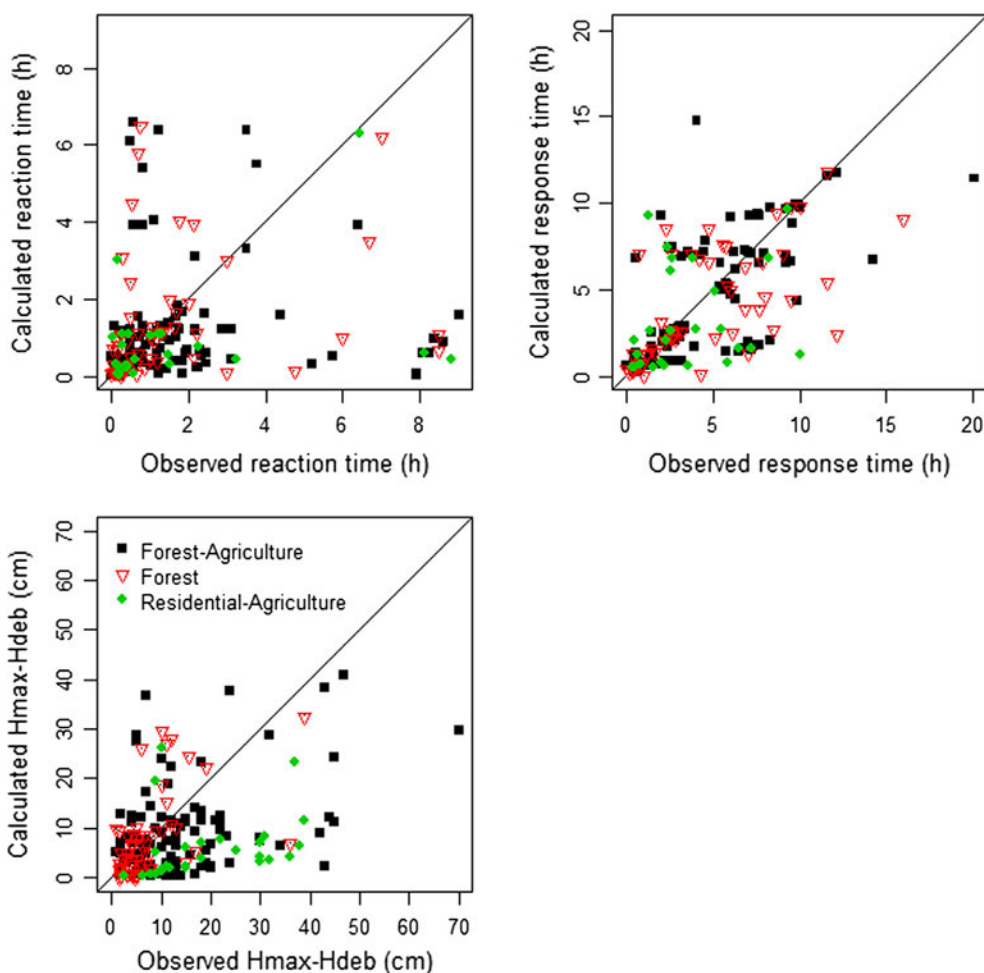 Calculated reaction time (h)
0 2 4 6 8
0 2 4 6 8
Observed reaction time (h)
Calculated response time (h)
0 5 10 15 20
0 5 10 15 20
Observed response time (h)
Calculated Hmax-Hdeb (cm)
0 10 20 30 40 50 60 70
Forest-Agriculture
Forest
Residential-Agriculture
0 10 20 30 40 50 60 70
Observed Hmax-Hdeb (cm)